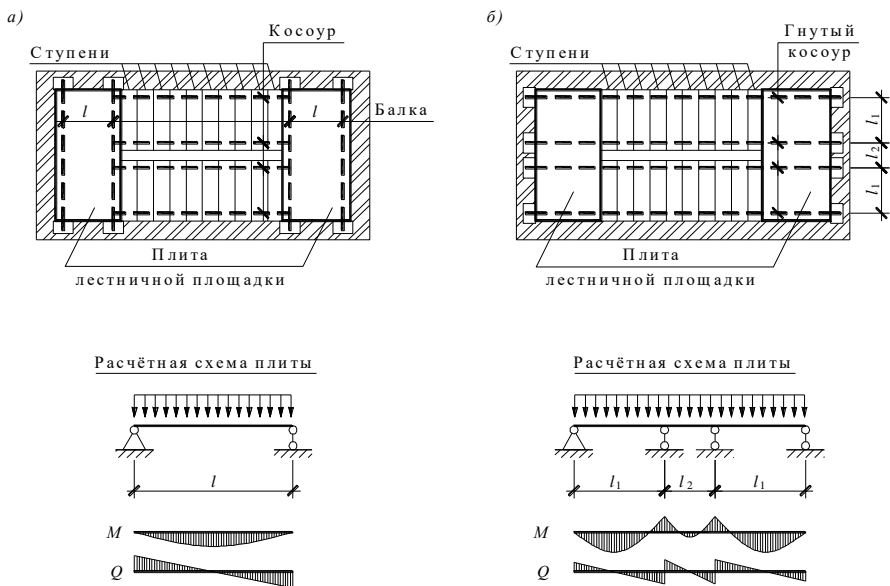 а)
Косоур
Ступени
l
l
Балка
Плита
лестничной площадки
б)
Гнутый
косоур
Ступени
l1
l2
l1
Плита
лестничной площадки
Расчётная схема плиты
l
M
Q
Расчётная схема плиты
l1
l2
l1
M
Q